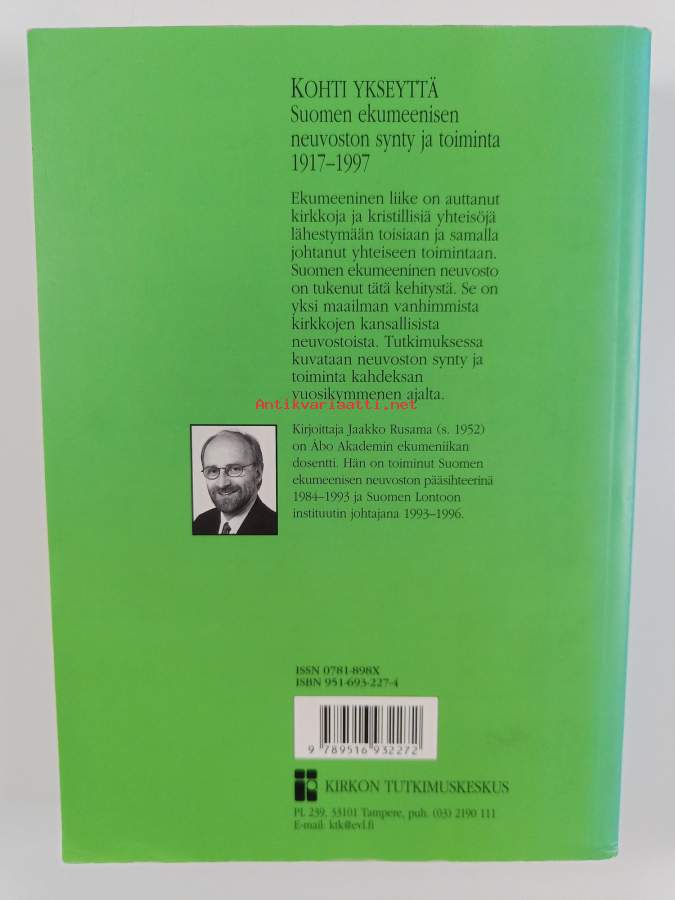 KOHTI YKSEYTTÄ
Suomen ekumeenisen
neuvoston synty ja toiminta
1917–1997
Ekumeeninen liike on auttanut
kirkkoja ja kristillisiä yhteisöjä
lähestymään toisiaan ja samalla
johtanut yhteiseen toimintaan.
Suomen ekumeeninen neuvosto
on tukenut tätä kehitystä. Se on
yksi maailman vanhimmista
kirkkojen kansallisista
neuvostoista. Tutkimuksessa
kuvataan neuvoston synty ja
toiminta kahdeksan
vuosikymmenen ajalta.
Antikvariaatti.net
Kirjoittaja Jaakko Rusama (s. 1952)
on Åbo Akademin ekumeniikan
dosentti. Hän on toiminut Suomen
ekumeenisen neuvoston pääsihteerinä
1984–1993 ja Suomen Lontoon
instituutin johtajana 1993–1996.
ISSN 0781-898X
ISBN 951-693-227-4
9 789516 932272
KIRKON TUTKIMUSKESKUS
PL 239, 33101 Tampere, puh. (03) 2190 111
E-mail: ktk@evl.fi